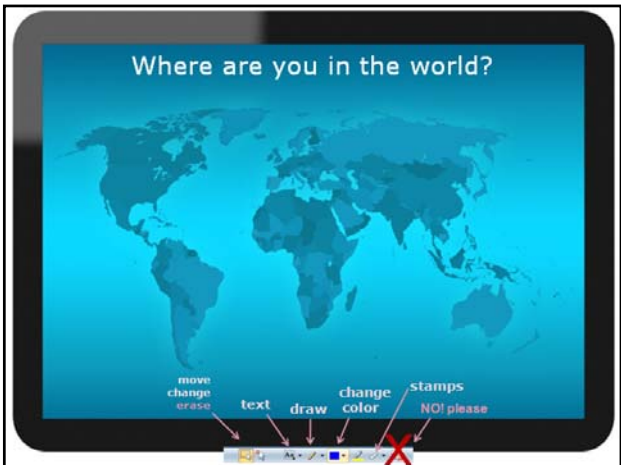 Where are you in the world?
move
change
erase
text
draw
change
color
stamps
NO! please